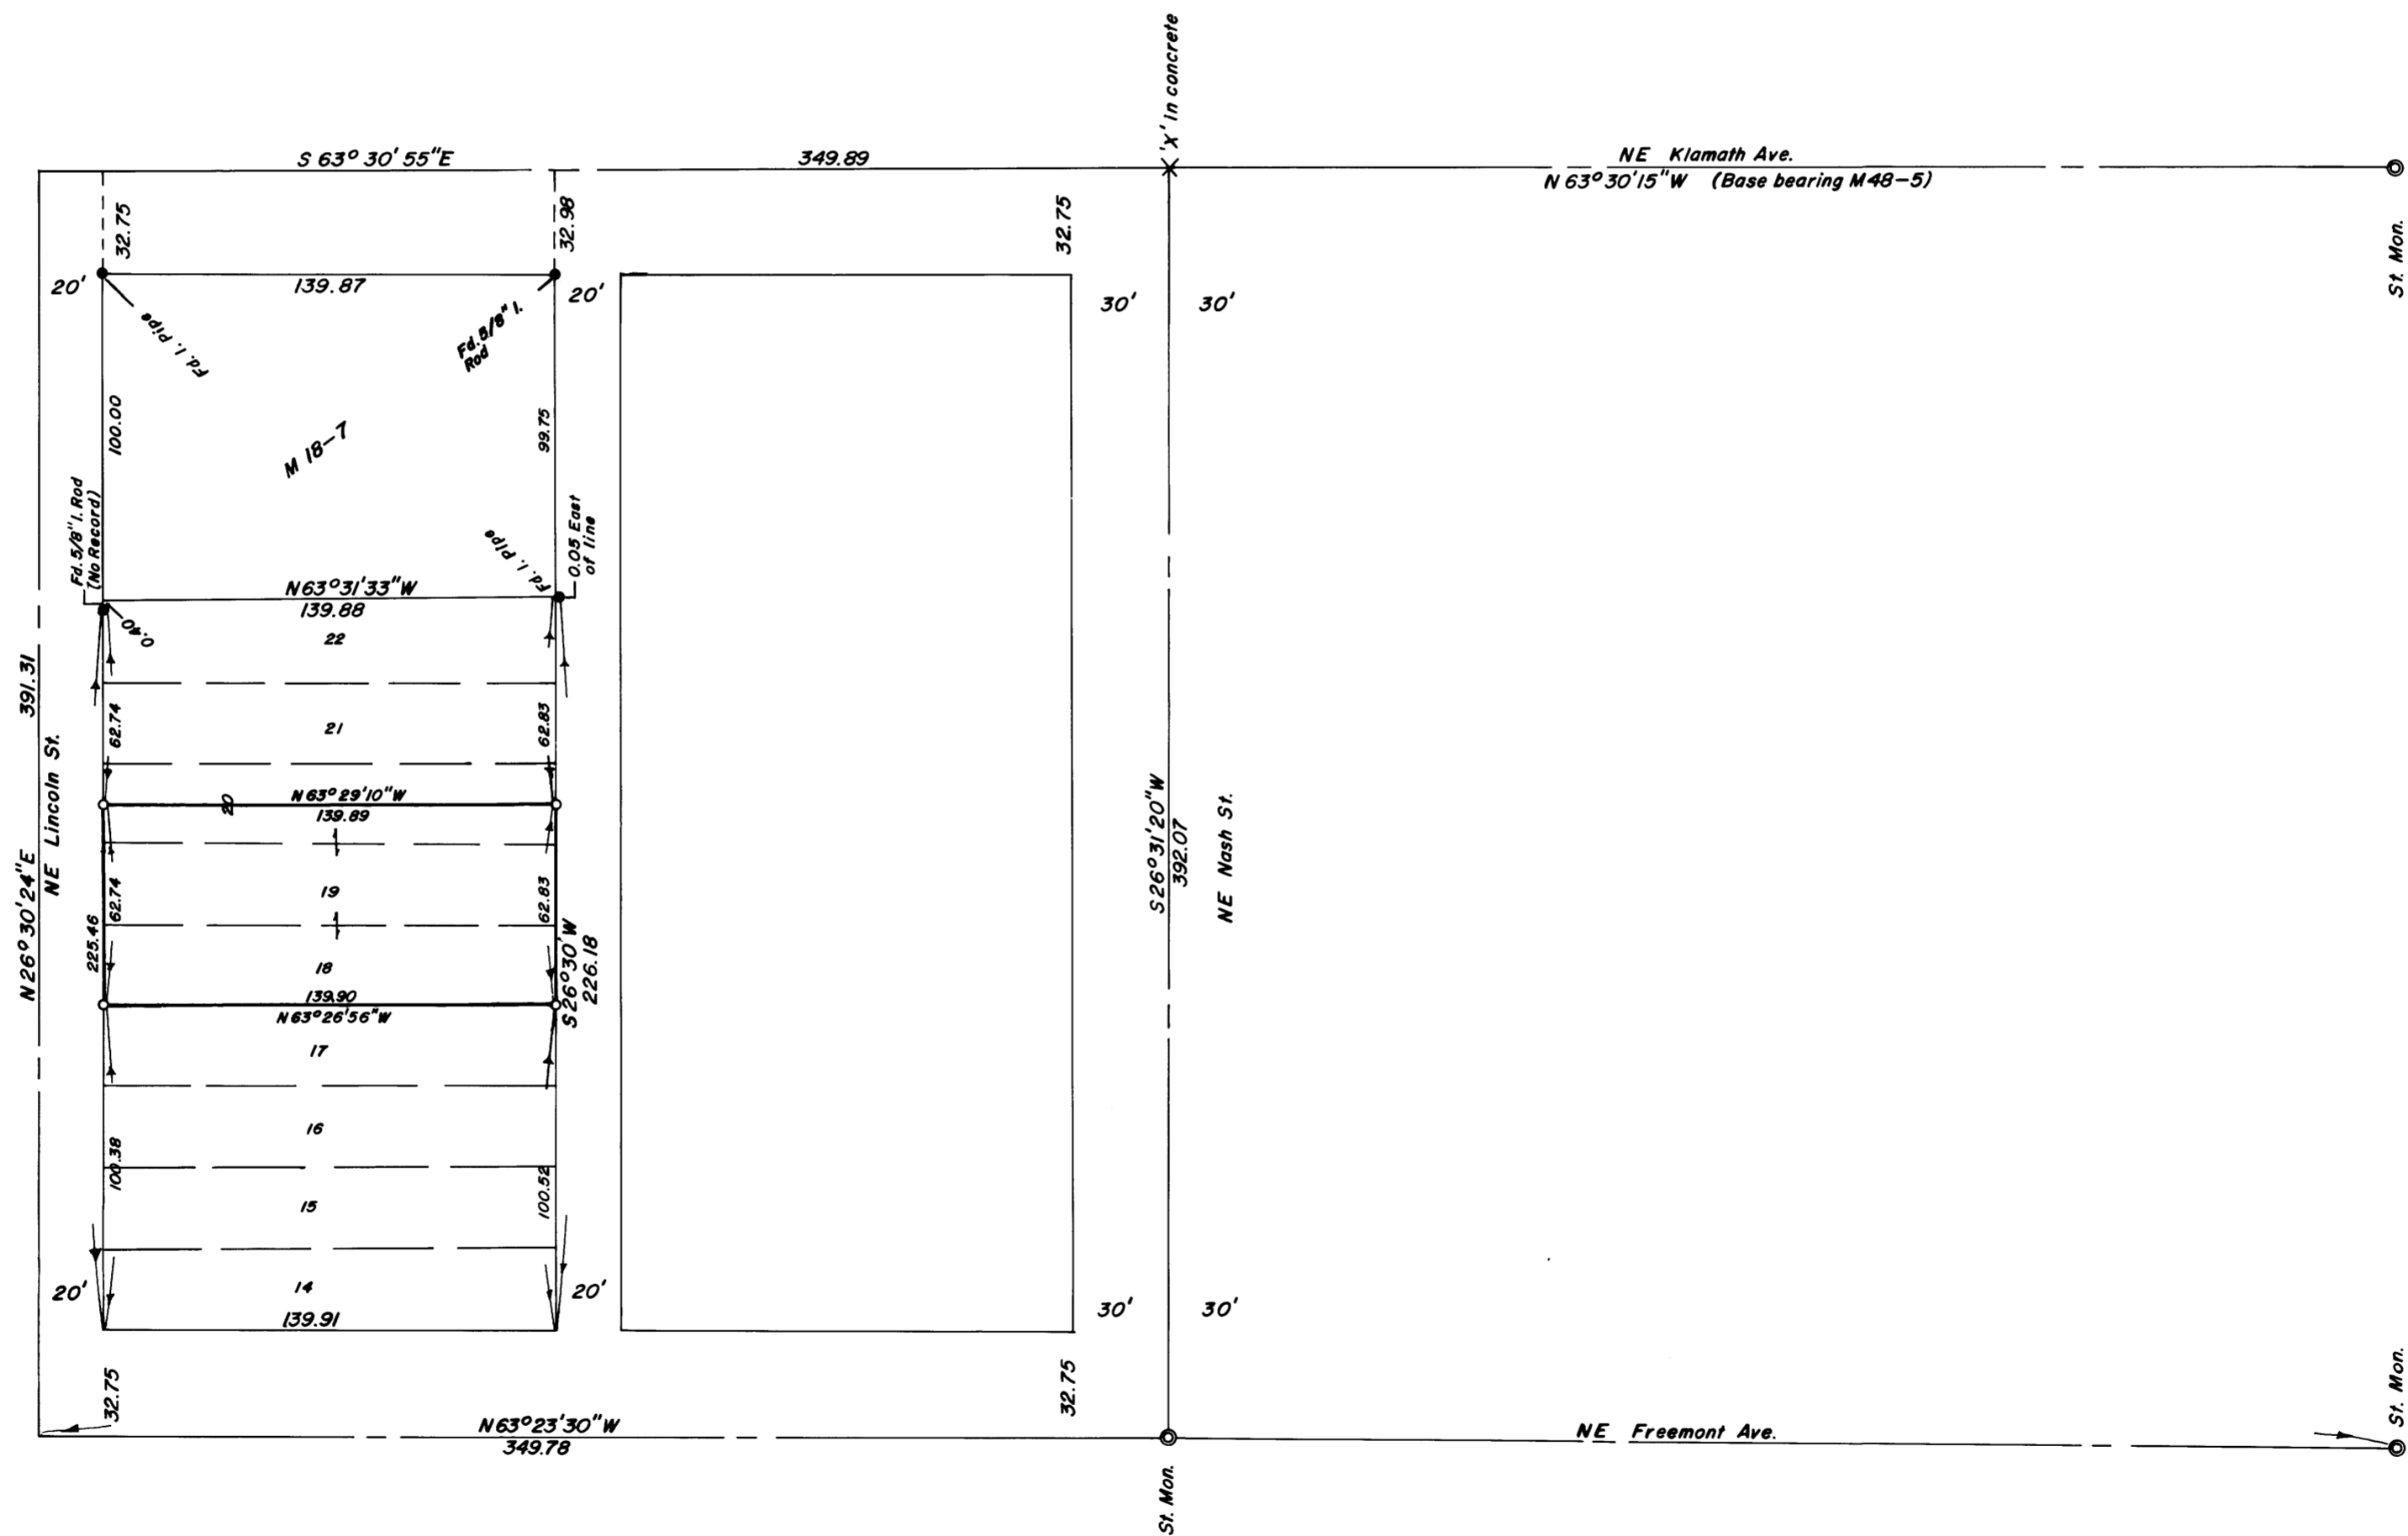 'X' in concrete
S 63° 30' 55"E
349.89
NE Klamath Ave.
N 63° 30' 15"W (Base bearing M48-5)
St. Mon.
32.75
32.98
32.75
20'
139.87
20'
30'
30'
Fd. I. Pipe
Fd. 5/8" I.
Rod
100.00
M 18-7
99.75
Fd. 5/8" I. Rod
(No Record)
Fd. I. Pipe
0.05 East
of line
N63°31'33"W
139.88
0.40
22
391.31
62.74
21
62.83
NE Lincoln St.
N 26° 30' 24"E
20
N 63° 29' 10"W
139.89
19
62.74
62.83
225.46
S 26° 30' W
226.18
S 26° 31' 20" W
392.07
NE Nash St.
18
139.90
N 63° 26' 56" W
17
16
100.38
100.52
15
20'
14
20'
139.91
30'
30'
32.75
32.75
N 63° 23' 30" W
349.78
NE Freemont Ave.
St. Mon.
St. Mon.